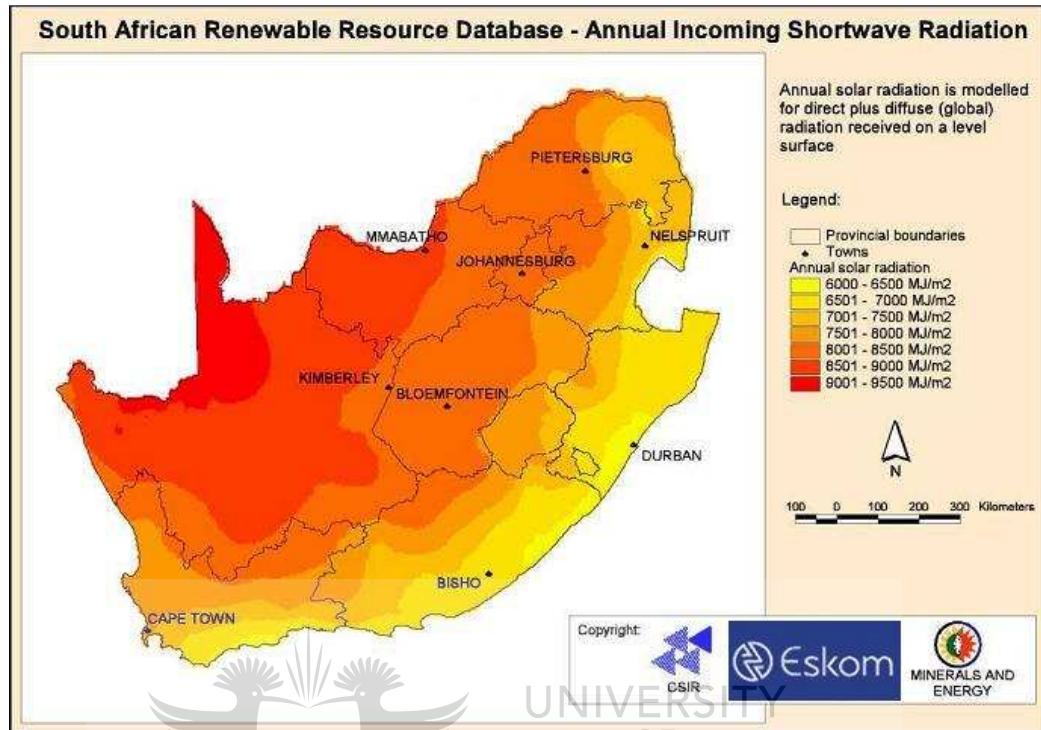 South African Renewable Resource Database - Annual Incoming Shortwave Radiation
Annual solar radiation is modelled
for direct plus diffuse (global)
radiation received on a level
surface
PIETERSBURG
MMABATHO
NELSPRUIT
JOHANNESBURG
KIMBERLEY
BLOEMFONTEIN
DURBAN
BISHO
CAPE TOWN
Legend:
Provincial boundaries
Towns
Annual solar radiation
6000 - 6500 MJ/m2
6501 - 7000 MJ/m2
7001 - 7500 MJ/m2
7501 - 8000 MJ/m2
8001 - 8500 MJ/m2
8501 - 9000 MJ/m2
9001 - 9500 MJ/m2
N
100 0 100 200 300 Kilometers
Copyright:
CSIR
Eskom
MINERALS AND
ENERGY
UNIVERSITY